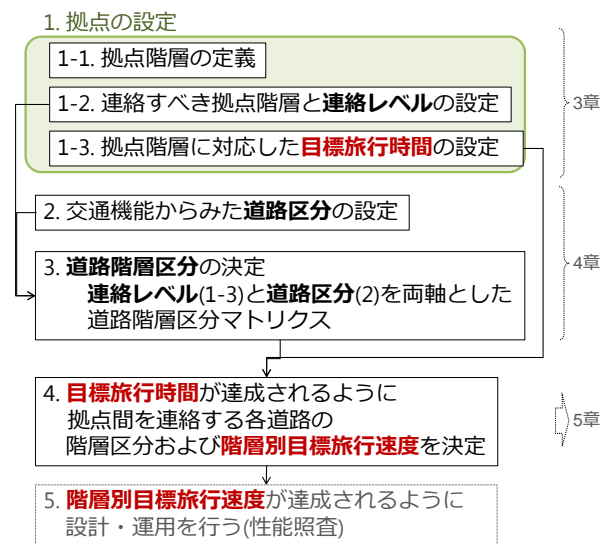 1. 拠点の設定
1-1. 拠点階層の定義
1-2. 連絡すべき拠点階層と連絡レベルの設定
1-3. 拠点階層に対応した目標旅行時間の設定
3章
2. 交通機能からみた道路区分の設定
3. 道路階層区分の決定
連絡レベル(1-3)と道路区分(2)を両軸とした
道路階層区分マトリクス
4章
4. 目標旅行時間が達成されるように
拠点間を連絡する各道路の
階層区分および階層別目標旅行速度を決定
5章
5. 階層別目標旅行速度が達成されるように
設計・運用を行う(性能照査)